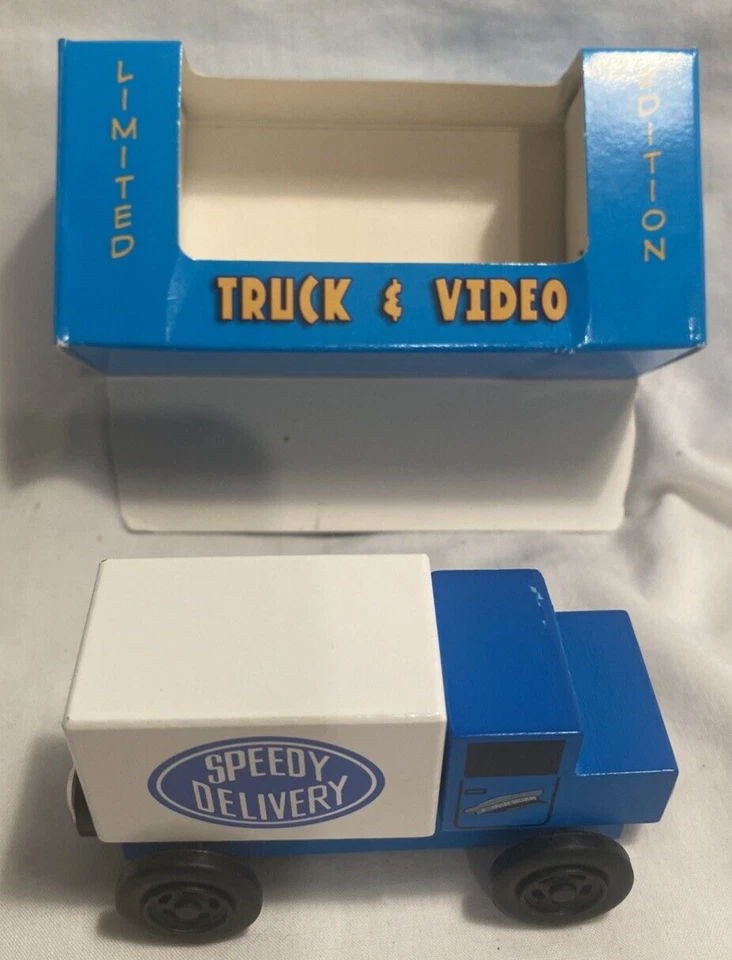 LIMITED
EDITION
TRUCK & VIDEO
SPEEDY
DELIVERY